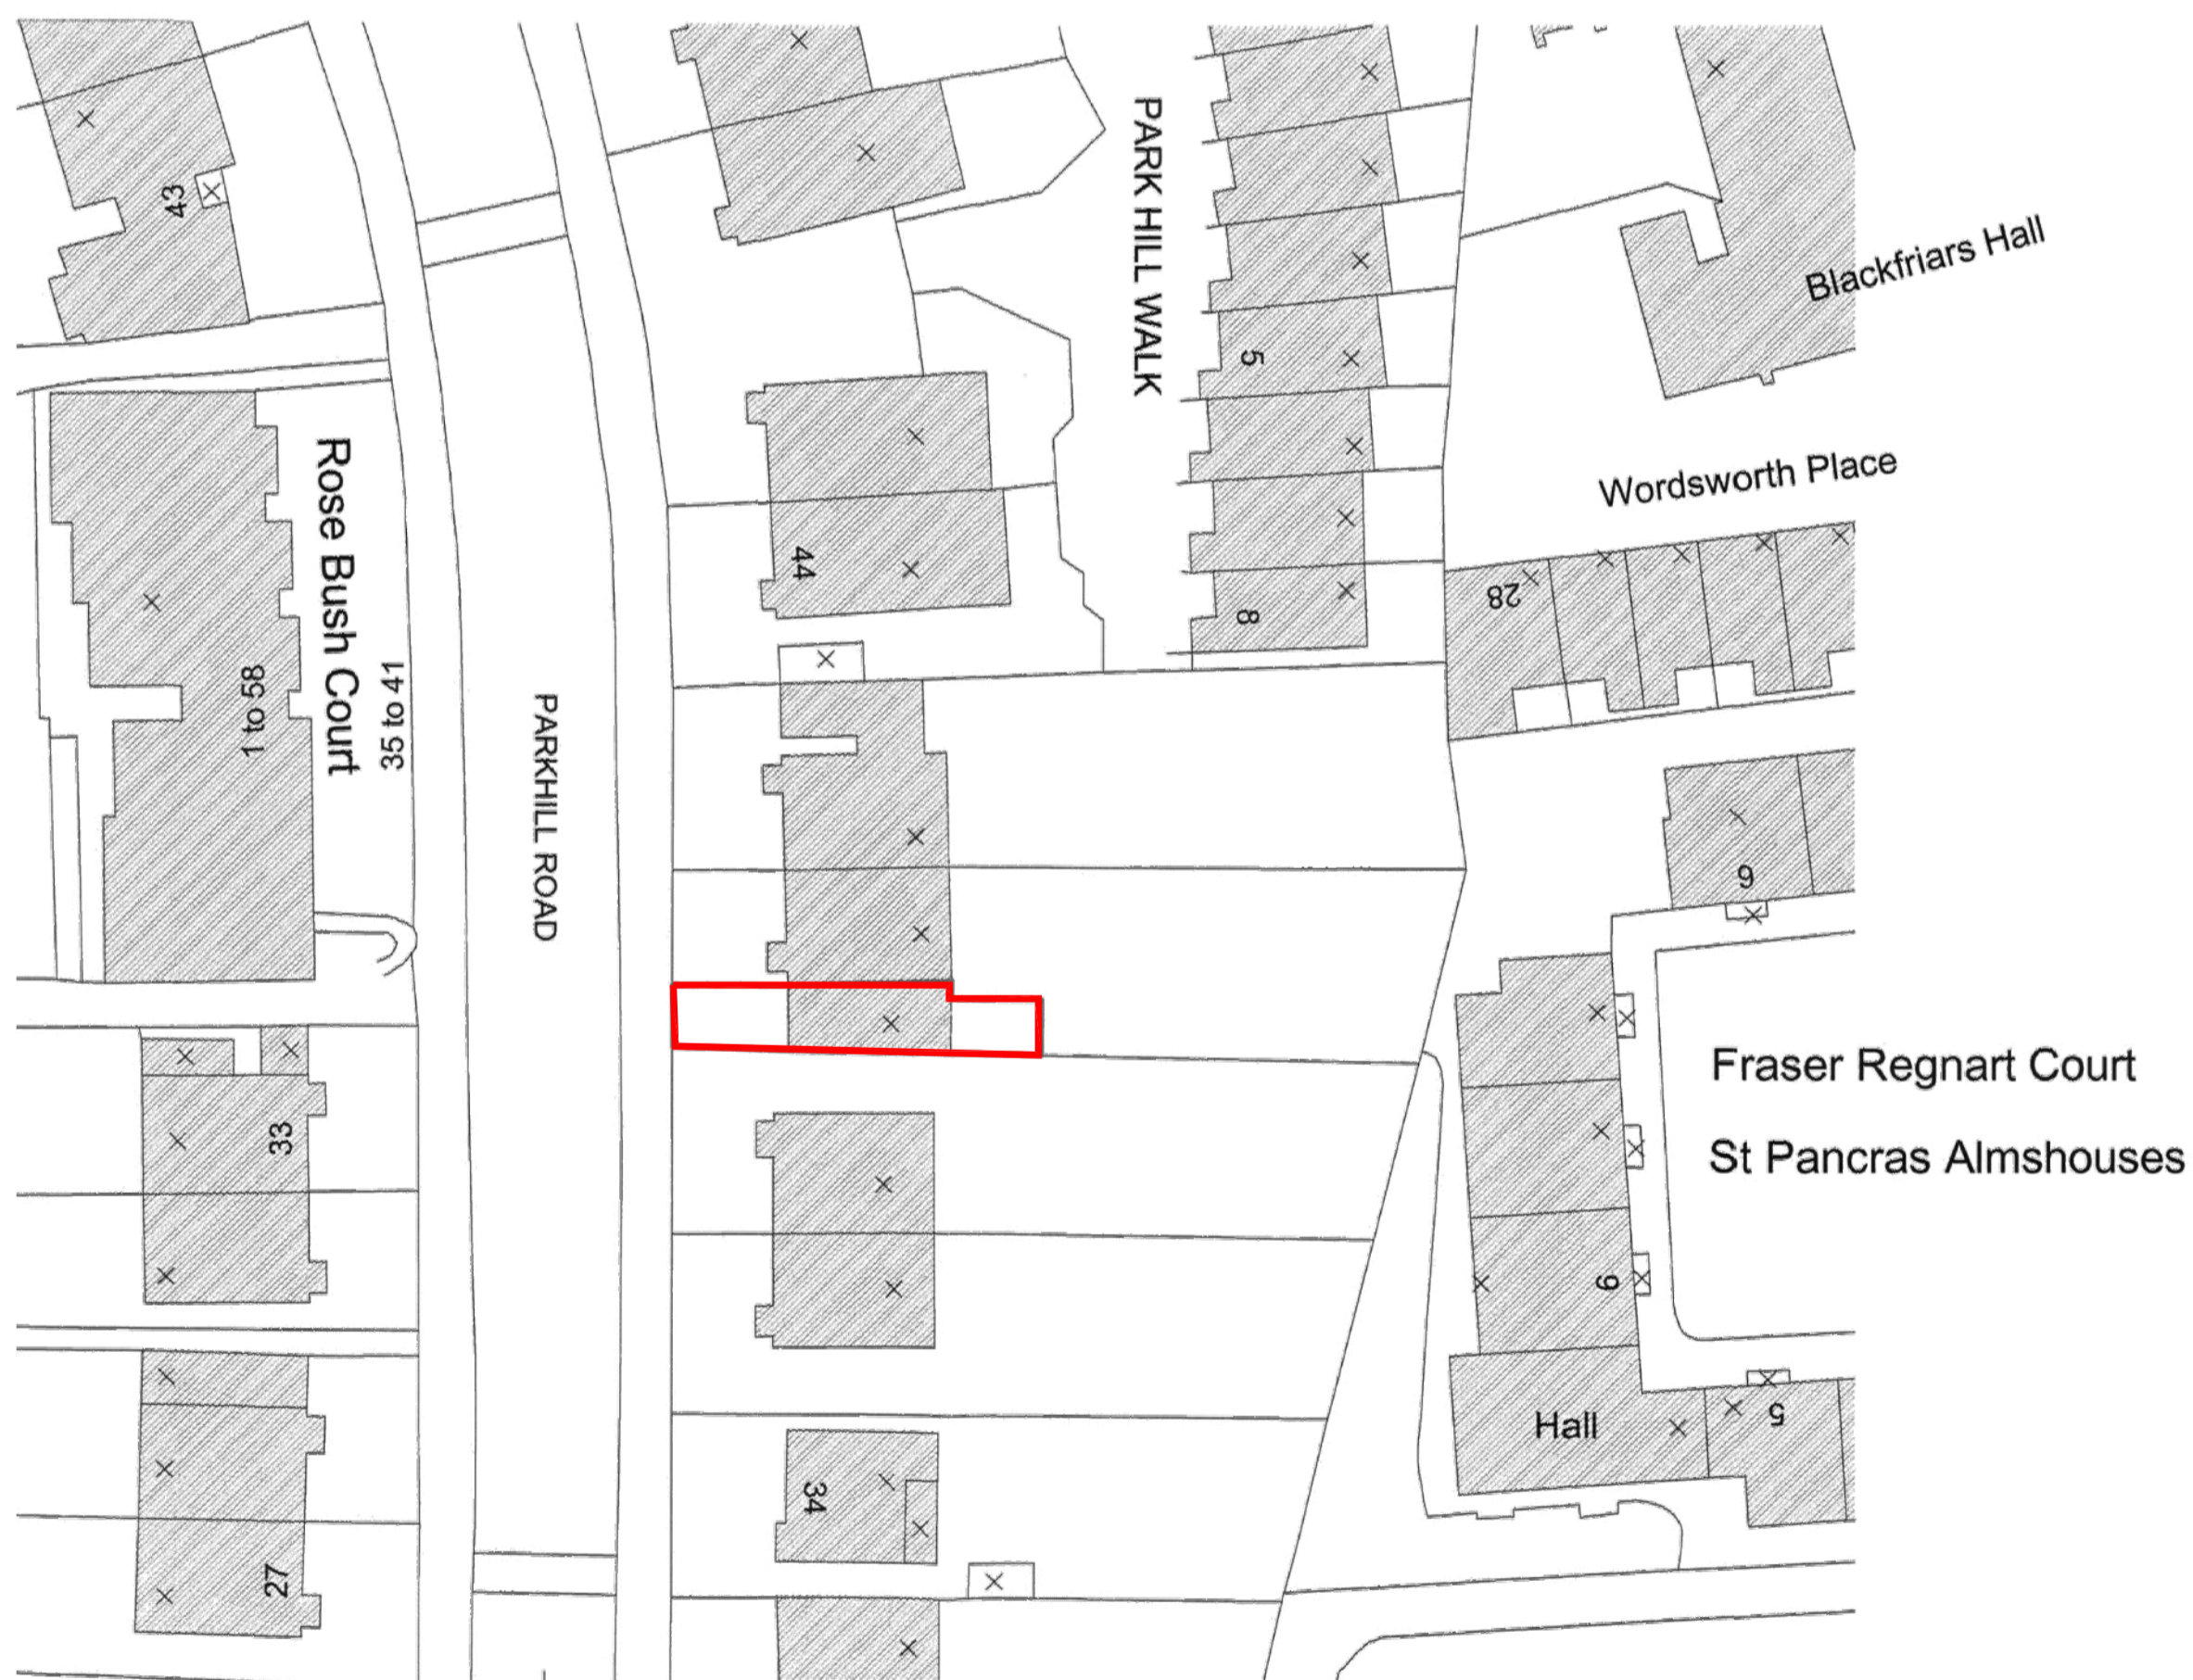 43
PARK HILL WALK
5
8
Blackfriars Hall
Wordsworth Place
28
44
Rose Bush Court
1 to 58
35 to 41
PARKHILL ROAD
6
Fraser Regnart Court
St Pancras Almshouses
33
9
Hall
5
34
27